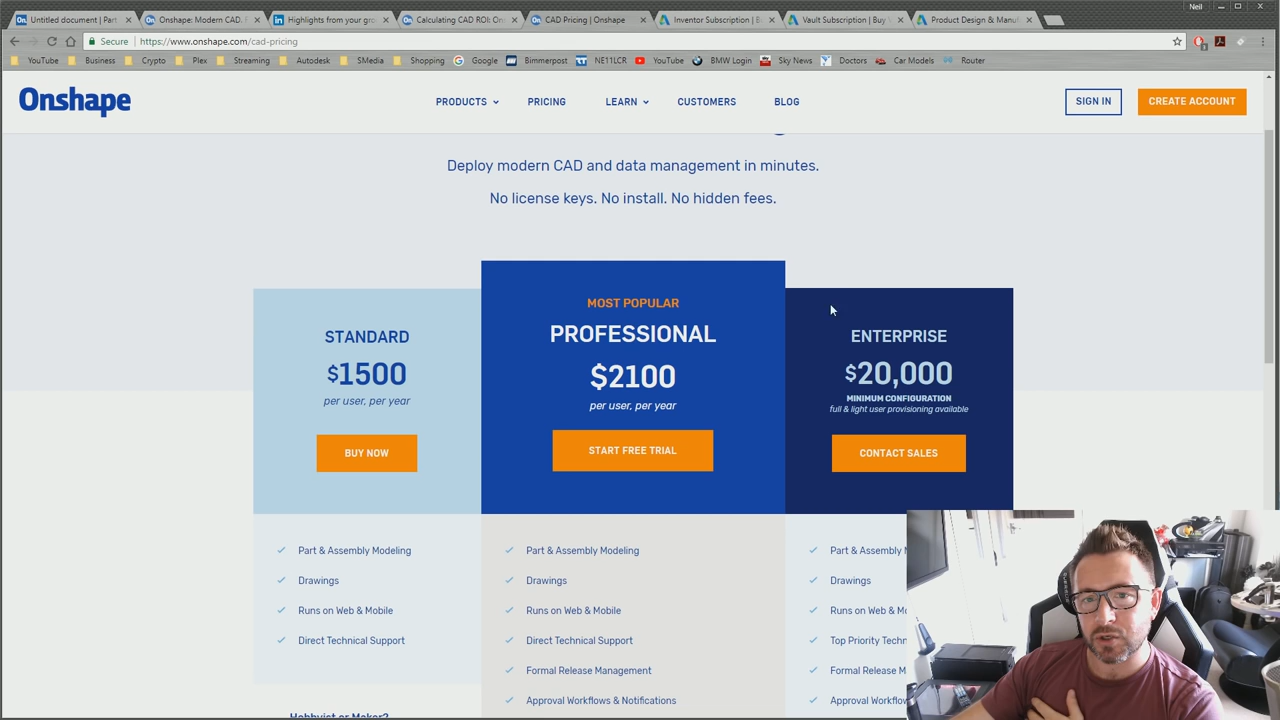 Neil
Untitled document | Part
Onshape: Modern CAD.
Highlights from your gro
Calculating CAD ROI: On
CAD Pricing | Onshape
Inventor Subscription | B
Vault Subscription | Buy V
Product Design & Manu
Secure
https://www.onshape.com/cad-pricing
YouTube
Business
Crypto
Plex
Streaming
Autodesk
SMedia
Shopping
Google
Bimmerpost
NE11LCR
YouTube
BMW Login
Sky News
Doctors
Car Models
Router
Onshape
PRODUCTS
PRICING
LEARN
CUSTOMERS
BLOG
SIGN IN
CREATE ACCOUNT
Deploy modern CAD and data management in minutes.
No license keys. No install. No hidden fees.
STANDARD
$1500
per user, per year
BUY NOW
Part & Assembly Modeling
Drawings
Runs on Web & Mobile
Direct Technical Support
Hobbyist or Maker?
MOST POPULAR
PROFESSIONAL
$2100
per user, per year
START FREE TRIAL
Part & Assembly Modeling
Drawings
Runs on Web & Mobile
Direct Technical Support
Formal Release Management
Approval Workflows & Notifications
ENTERPRISE
$20,000
MINIMUM CONFIGURATION
full & light user provisioning available
CONTACT SALES
Part & Assembly M
Drawings
Runs on Web & Mo
Top Priority Techn
Formal Release M
Approval Workflow